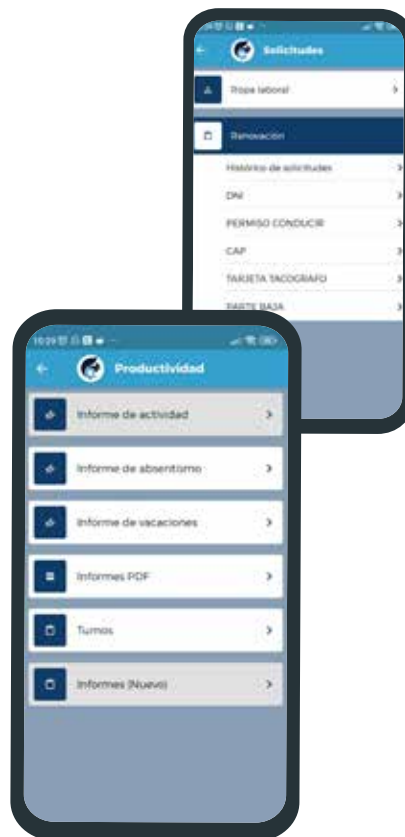 Solicitudes
Ropa laboral
Renovación
Histórico de solicitudes
DNI
PERMISO CONDUCIR
CAP
TARJETA TACOGRAFO
PARTE BAJA
Productividad
Informe de actividad
Informe de absentismo
Informe de vacaciones
Informes PDF
Turnos
Informes (Nuevo)